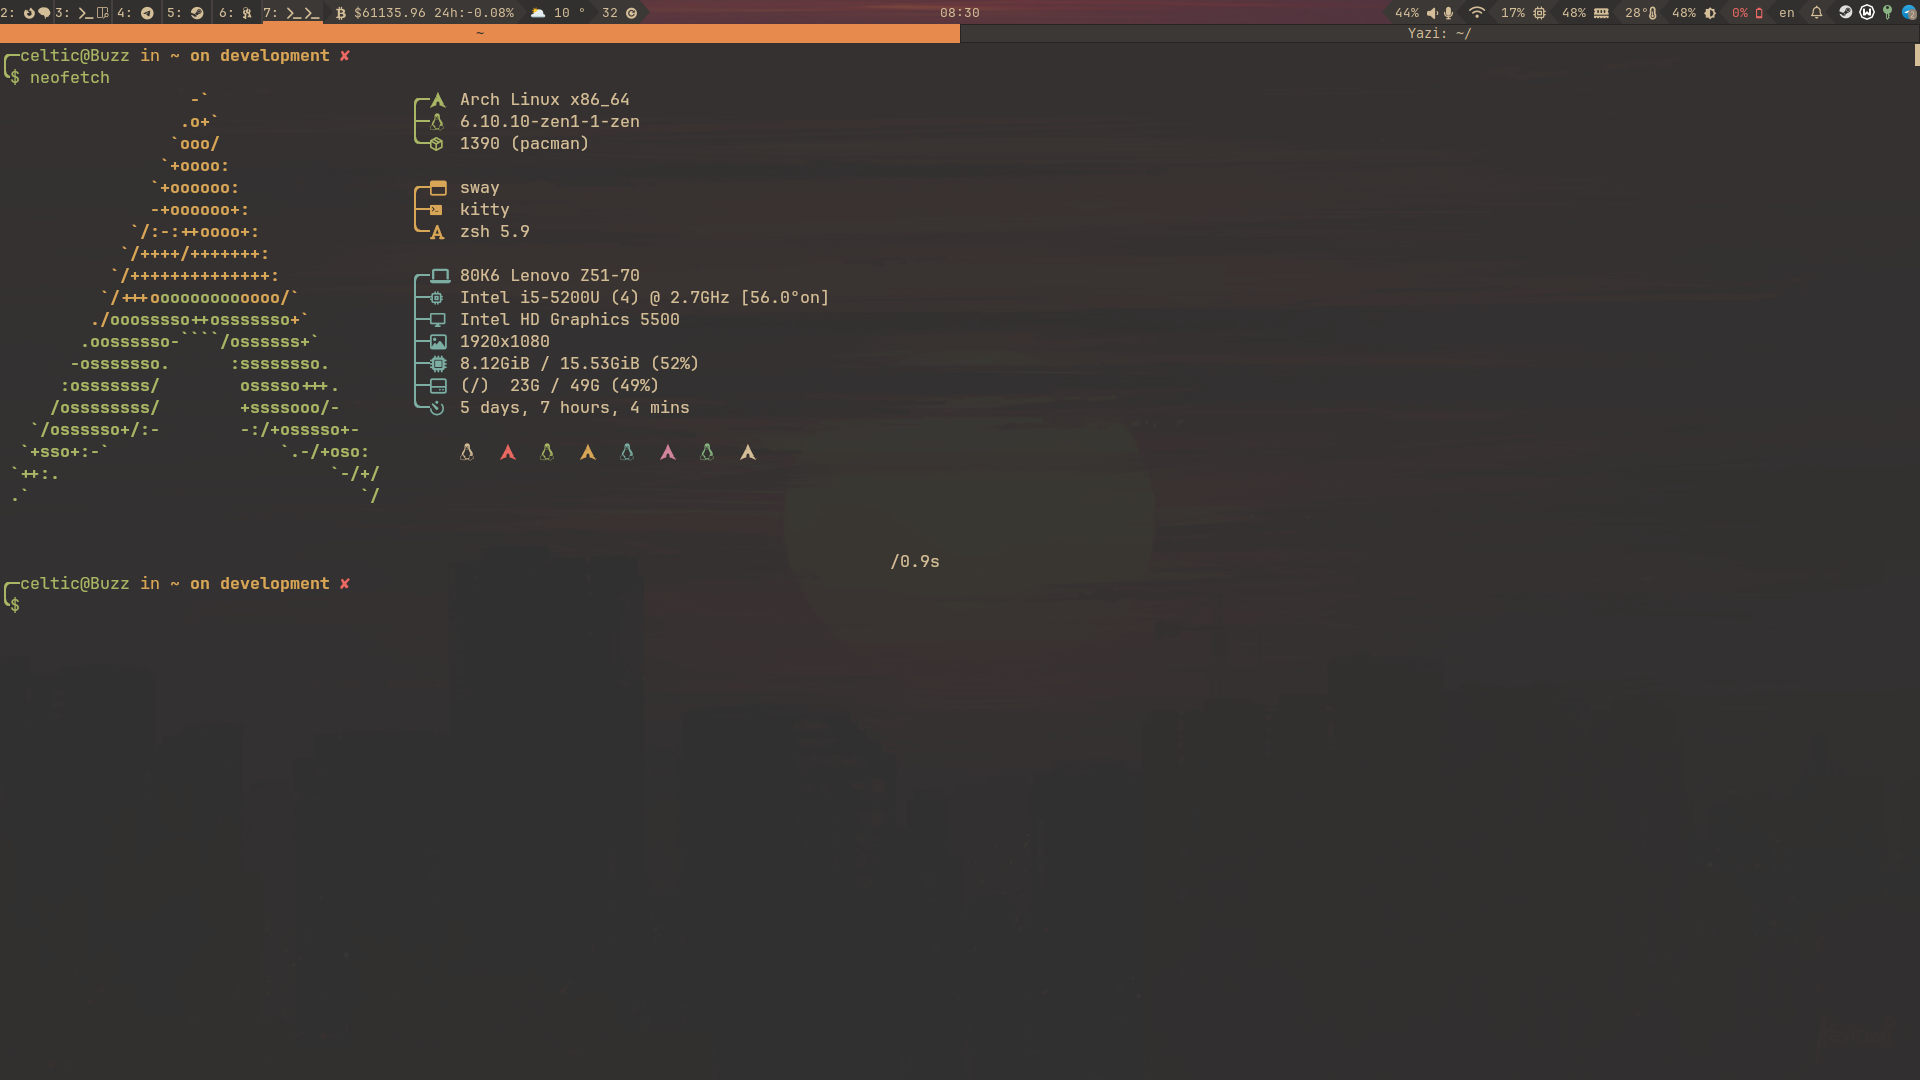 2: 3: 4: 5: 6: 7: $61135.96 24h:-0.08% 10 ° 32 08:30 44% 17% 48% 28° 48% 0% en
~ Yazi: ~/
celtic@Buzz in ~ on development ✘
$ neofetch
-`
.o+`
`ooo/
`+oooo:
`+oooooo:
-+oooooo+:
`/:-:++oooo+:
`/++++/+++++++:
`/++++++++++++++:
`/+++ooooooooooooo/`
./ooosssso++osssssso+`
.oossssso-````/ossssss+`
-osssssso. :ssssssso.
:osssssss/ osssso+++.
/ossssssss/ +ssssooo/-
`/ossssso+/:- -:/+osssso+-
`+sso+:-` `.-/+oso:
`++:. `-/+/
.` `/
Arch Linux x86_64
6.10.10-zen1-1-zen
1390 (pacman)
sway
kitty
zsh 5.9
80K6 Lenovo Z51-70
Intel i5-5200U (4) @ 2.7GHz [56.0°on]
Intel HD Graphics 5500
1920x1080
8.12GiB / 15.53GiB (52%)
(/) 23G / 49G (49%)
5 days, 7 hours, 4 mins
/0.9s
celtic@Buzz in ~ on development ✘
$